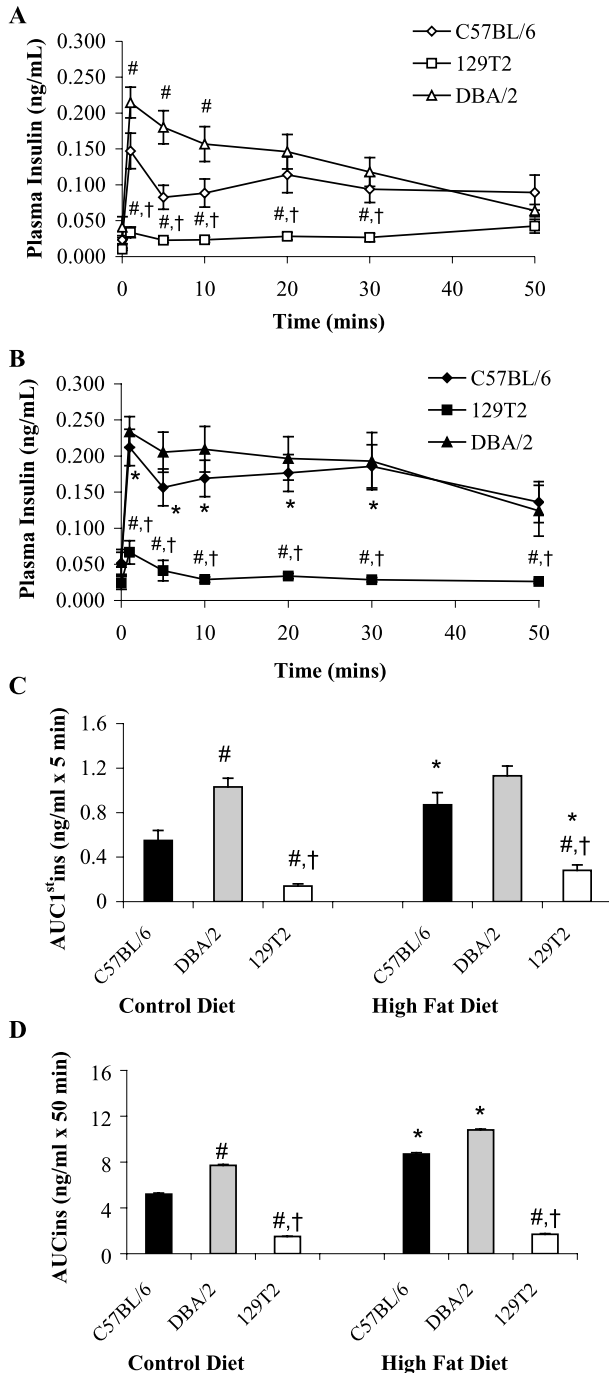 A
C57BL/6
129T2
DBA/2
Plasma Insulin (ng/mL)
0.300
0.250
0.200
0.150
0.100
0.050
0.000
# # #
#,† #,† #,† #,† #,†
0 10 20 30 40 50
Time (mins)
B
C57BL/6
129T2
DBA/2
Plasma Insulin (ng/mL)
0.300
0.250
0.200
0.150
0.100
0.050
0.000
* * * * *
#,† #,† #,† #,† #,† #,†
0 10 20 30 40 50
Time (mins)
C
AUC1stins (ng/ml x 5 min)
1.6
1.2
0.8
0.4
0
#
#,†
*
*
#,†
C57BL/6 DBA/2 129T2 C57BL/6 DBA/2 129T2
Control Diet High Fat Diet
D
AUCins (ng/ml x 50 min)
16
12
8
4
0
#
#,†
* *
#,†
C57BL/6 DBA/2 129T2 C57BL/6 DBA/2 129T2
Control Diet High Fat Diet